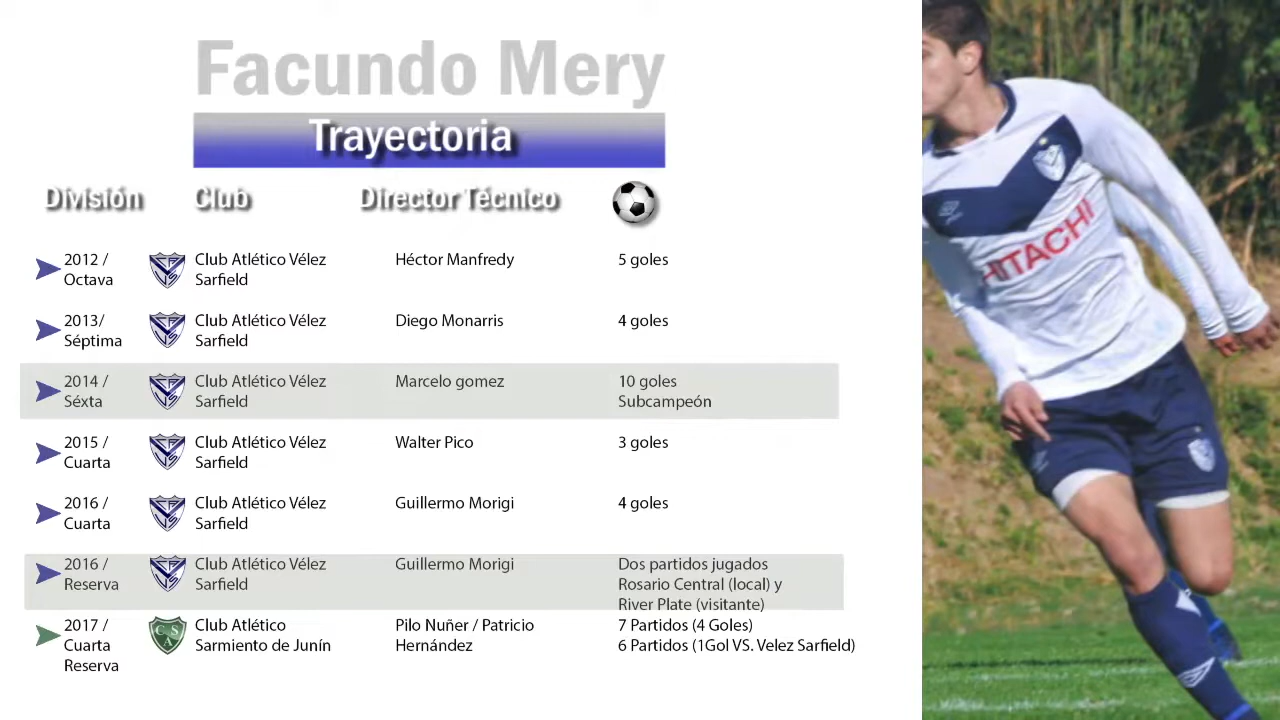 Facundo Mery
Trayectoria
División Club Director Técnico
2012 / Club Atlético Vélez Héctor Manfredy 5 goles
Octava Sarfield
2013/ Club Atlético Vélez Diego Monarris 4 goles
Séptima Sarfield
2014 / Club Atlético Vélez Marcelo gomez 10 goles
Séxta Sarfield Subcampeón
2015 / Club Atlético Vélez Walter Pico 3 goles
Cuarta Sarfield
2016 / Club Atlético Vélez Guillermo Morigi 4 goles
Cuarta Sarfield
2016 / Club Atlético Vélez Guillermo Morigi Dos partidos jugados
Reserva Sarfield Rosario Central (local) y
River Plate (visitante)
2017 / Club Atlético Pilo Nuñer / Patricio 7 Partidos (4 Goles)
Cuarta Sarmiento de Junín Hernández 6 Partidos (1Gol VS. Velez Sarfield)
Reserva
HITACHI